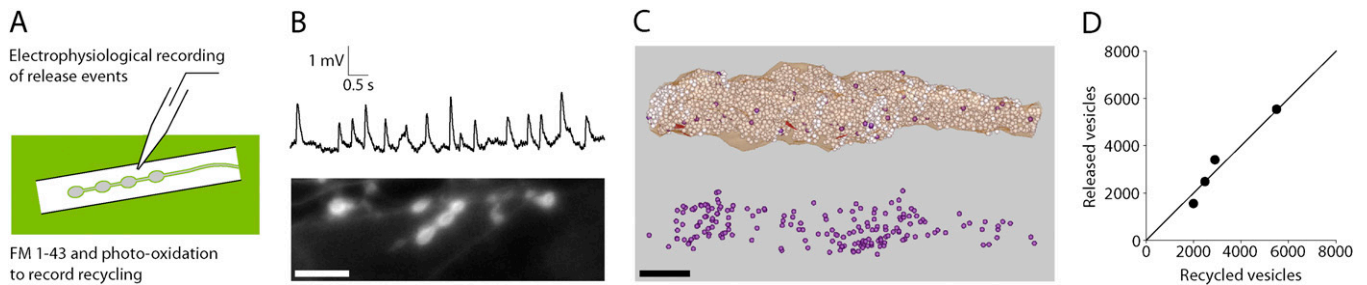 A
Electrophysiological recording
of release events
FM 1-43 and photo-oxidation
to record recycling
B
1 mV
0.5 s
C
D
8000
6000
4000
2000
0
0 2000 4000 6000 8000
Released vesicles
Recycled vesicles